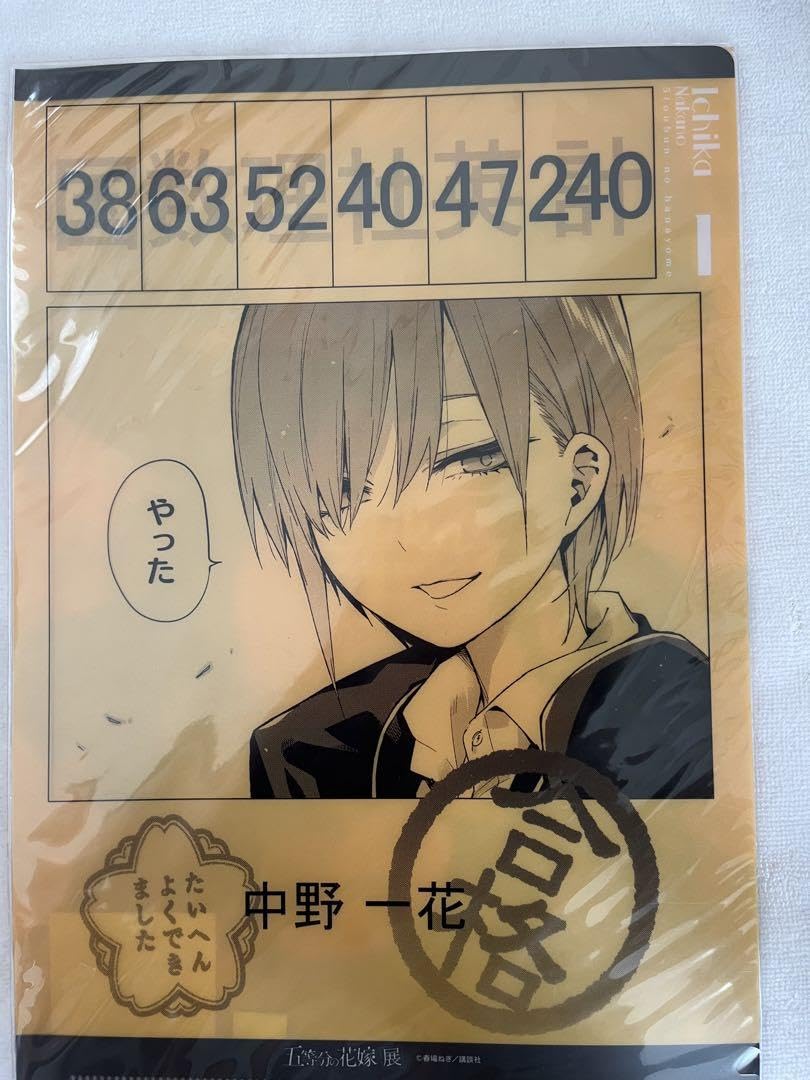 国 数 理 社 英 計
38 63 52 40 47 240
Ichika
Nakano
5toubun no hanayome
1
やった
たいへん
よくでき
ました
中野 一花
合格
五等分の花嫁 展
©春場ねぎ／講談社